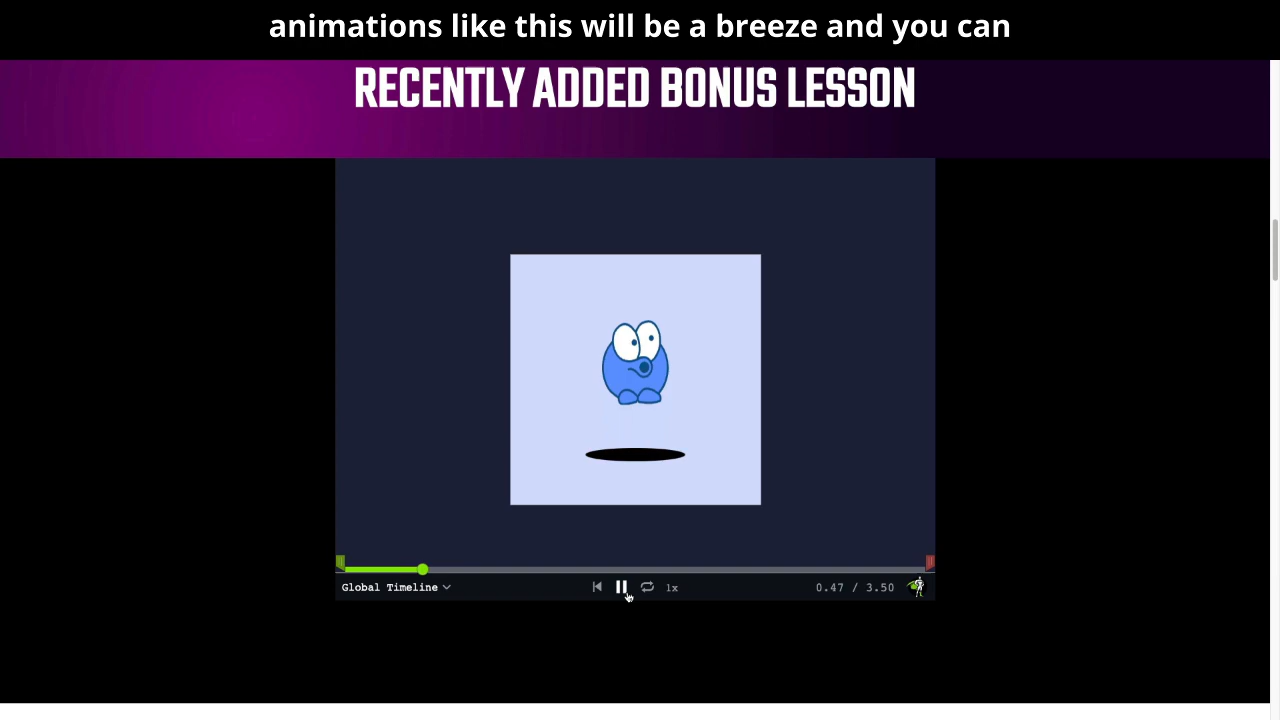 animations like this will be a breeze and you can
RECENTLY ADDED BONUS LESSON
Global Timeline
1x
0.47 / 3.50